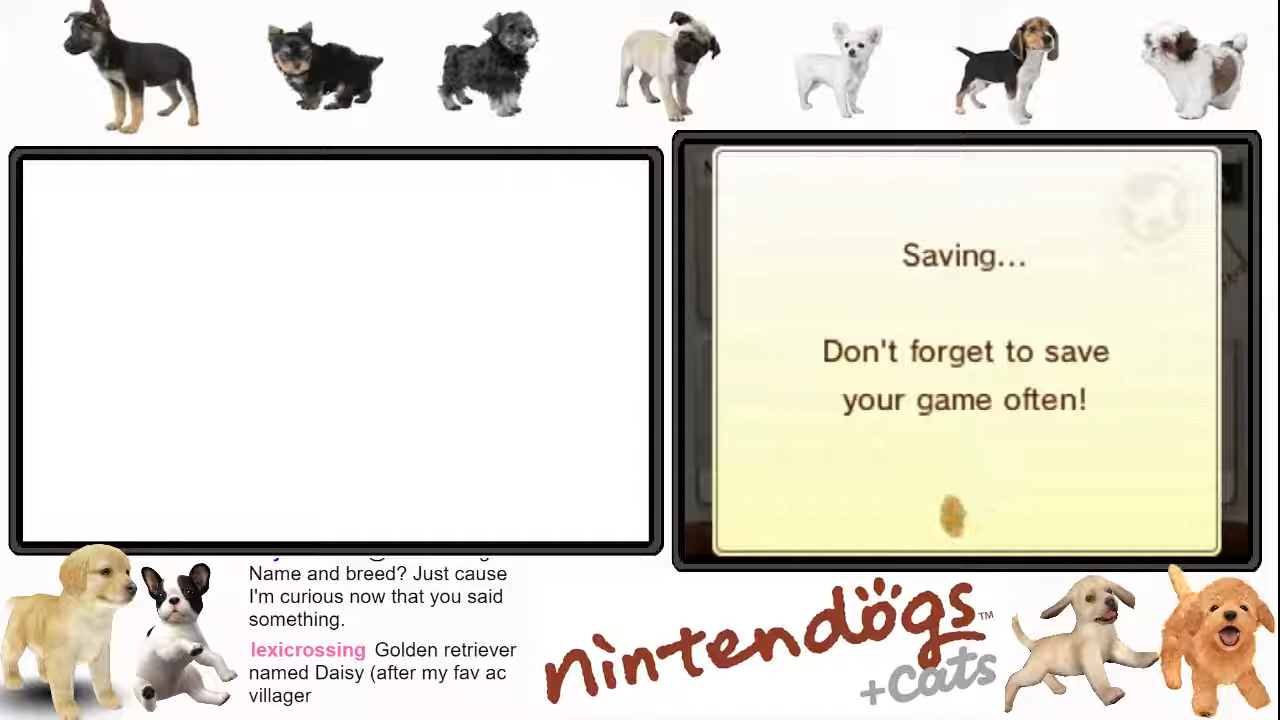 Saving...
Don't forget to save
your game often!
Name and breed? Just cause
I'm curious now that you said
something.
lexicrossing Golden retriever
named Daisy (after my fav ac
villager
nintendogs™
+cats